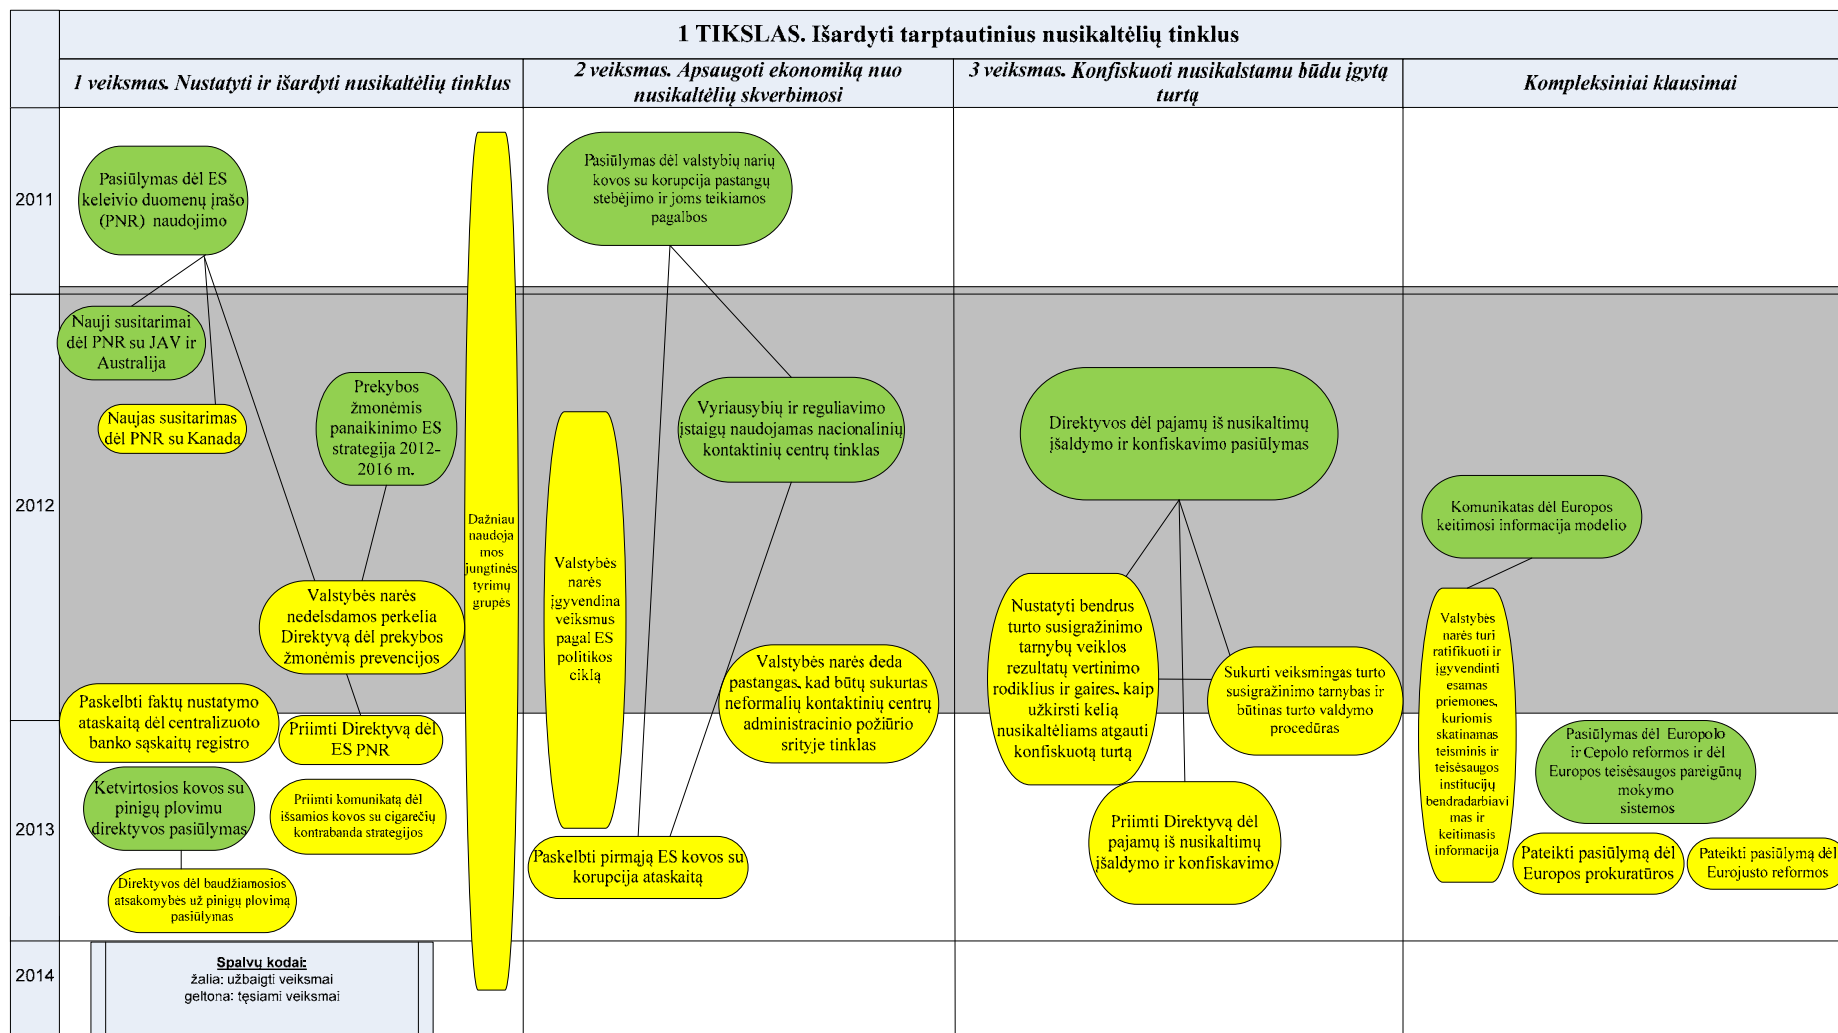 1 TIKSLAS. Išardyti tarptautinius nusikaltėlių tinklus
1 veiksmas. Nustatyti ir išardyti nusikaltėlių tinklus
2 veiksmas. Apsaugoti ekonomiką nuo
nusikaltėlių skverbimosi
3 veiksmas. Konfiskuoti nusikalstamu būdu įgytą
turtą
Kompleksiniai klausimai
2011
Pasiūlymas dėl ES
keleivio duomenų įrašo
(PNR) naudojimo
Pasiūlymas dėl valstybių narių
kovos su korupcija pastangų
stebėjimo ir joms teikiamos
pagalbos
2012
Nauji susitarimai
dėl PNR su JAV ir
Australija
Naujas susitarimas
dėl PNR su Kanada
Prekybos
žmonėmis
panaikinimo ES
strategija 2012-
2016 m.
Valstybės narės
nedelsdamos perkelia
Direktyvą dėl prekybos
žmonėmis prevencijos
Dažniau
naudoja
mos
jungtinės
tyrimų
grupės
Valstybės
narės
įgyvendina
veiksmus
pagal ES
politikos
ciklą
Vyriausybių ir reguliavimo
įstaigų naudojamas nacionalinių
kontaktinių centrų tinklas
Valstybės narės deda
pastangas, kad būtų sukurtas
neformalių kontaktinių centrų
administracinio požiūrio
srityje tinklas
Direktyvos dėl pajamų iš nusikaltimų
įšaldymo ir konfiskavimo pasiūlymas
Nustatyti bendrus
turto susigražinimo
tarnybų veiklos
rezultatų vertinimo
rodiklius ir gaires, kaip
užkirsti kelią
nusikaltėliams atgauti
konfiskuotą turtą
Sukurti veiksmingas turto
susigražinimo tarnybas ir
būtinas turto valdymo
procedūras
Komunikatas dėl Europos
keitimosi informacija modelio
Valstybės
narės turi
ratifikuoti ir
įgyvendinti
esamas
priemones,
kuriomis
skatinamas
teisminis ir
teisėsaugos
institucijų
bendradarbiavi
mas ir
keitimasis
informacija
2013
Paskelbti faktų nustatymo
ataskaitą dėl centralizuoto
banko sąskaitų registro
Priimti Direktyvą dėl
ES PNR
Ketvirtosios kovos su
pinigų plovimu
direktyvos pasiūlymas
Priimti komunikatą dėl
išsamios kovos su cigarečių
kontrabanda strategijos
Direktyvos dėl baudžiamosios
atsakomybės už pinigų plovimą
pasiūlymas
Paskelbti pirmąją ES kovos su
korupcija ataskaitą
Priimti Direktyvą dėl
pajamų iš nusikaltimų
įšaldymo ir konfiskavimo
Pasiūlymas dėl Europolo
ir Cepolo reformos ir dėl
Europos teisėsaugos pareigūnų
mokymo
sistemos
Pateikti pasiūlymą dėl
Europos prokuratūros
Pateikti pasiūlymą dėl
Eurojusto reformos
2014
Spalvų kodai:
žalia: užbaigti veiksmai
geltona: tęsiami veiksmai